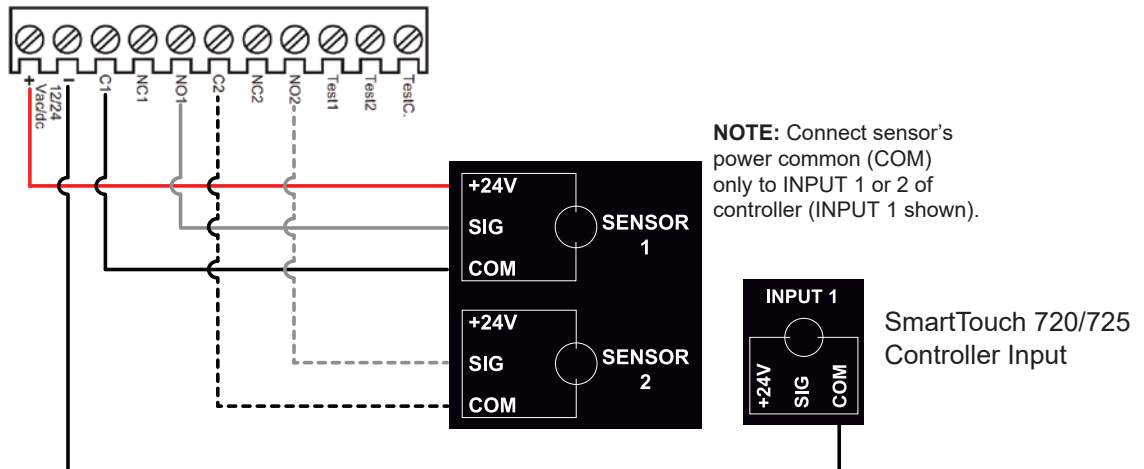 +
–
12/24
Vac/dc
C1
NC1
NO1
C2
NC2
NO2
Test1
Test2
TestC.
NOTE: Connect sensor's
power common (COM)
only to INPUT 1 or 2 of
controller (INPUT 1 shown).
+24V
SIG
COM
SENSOR
1
+24V
SIG
COM
SENSOR
2
INPUT 1
+24V
SIG
COM
SmartTouch 720/725
Controller Input